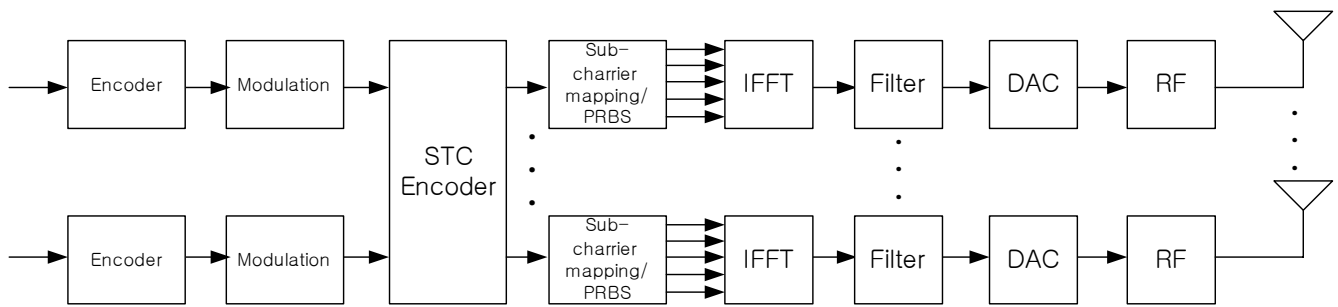 Encoder
Modulation
STC
Encoder
Sub-
charrier
mapping/
PRBS
IFFT
Filter
DAC
RF
Encoder
Modulation
Sub-
charrier
mapping/
PRBS
IFFT
Filter
DAC
RF